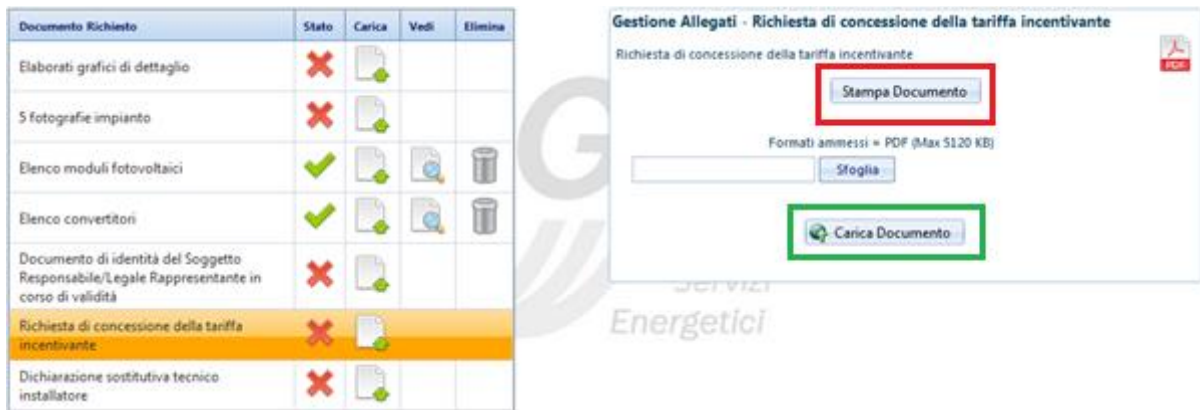 Documento Richiesto Stato Carica Vedi Elimina
Elaborati grafici di dettaglio
5 fotografie impianto
Elenco moduli fotovoltaici
Elenco convertitori
Documento di identità del Soggetto
Responsabile/Legale Rappresentante in
corso di validità
Richiesta di concessione della tariffa
incentivante
Dichiarazione sostitutiva tecnico
installatore
Gestione Allegati - Richiesta di concessione della tariffa incentivante
Richiesta di concessione della tariffa incentivante
PDF
Stampa Documento
Formati ammessi = PDF (Max 5120 KB)
Sfoglia
Carica Documento
G
Servizi
Energetici